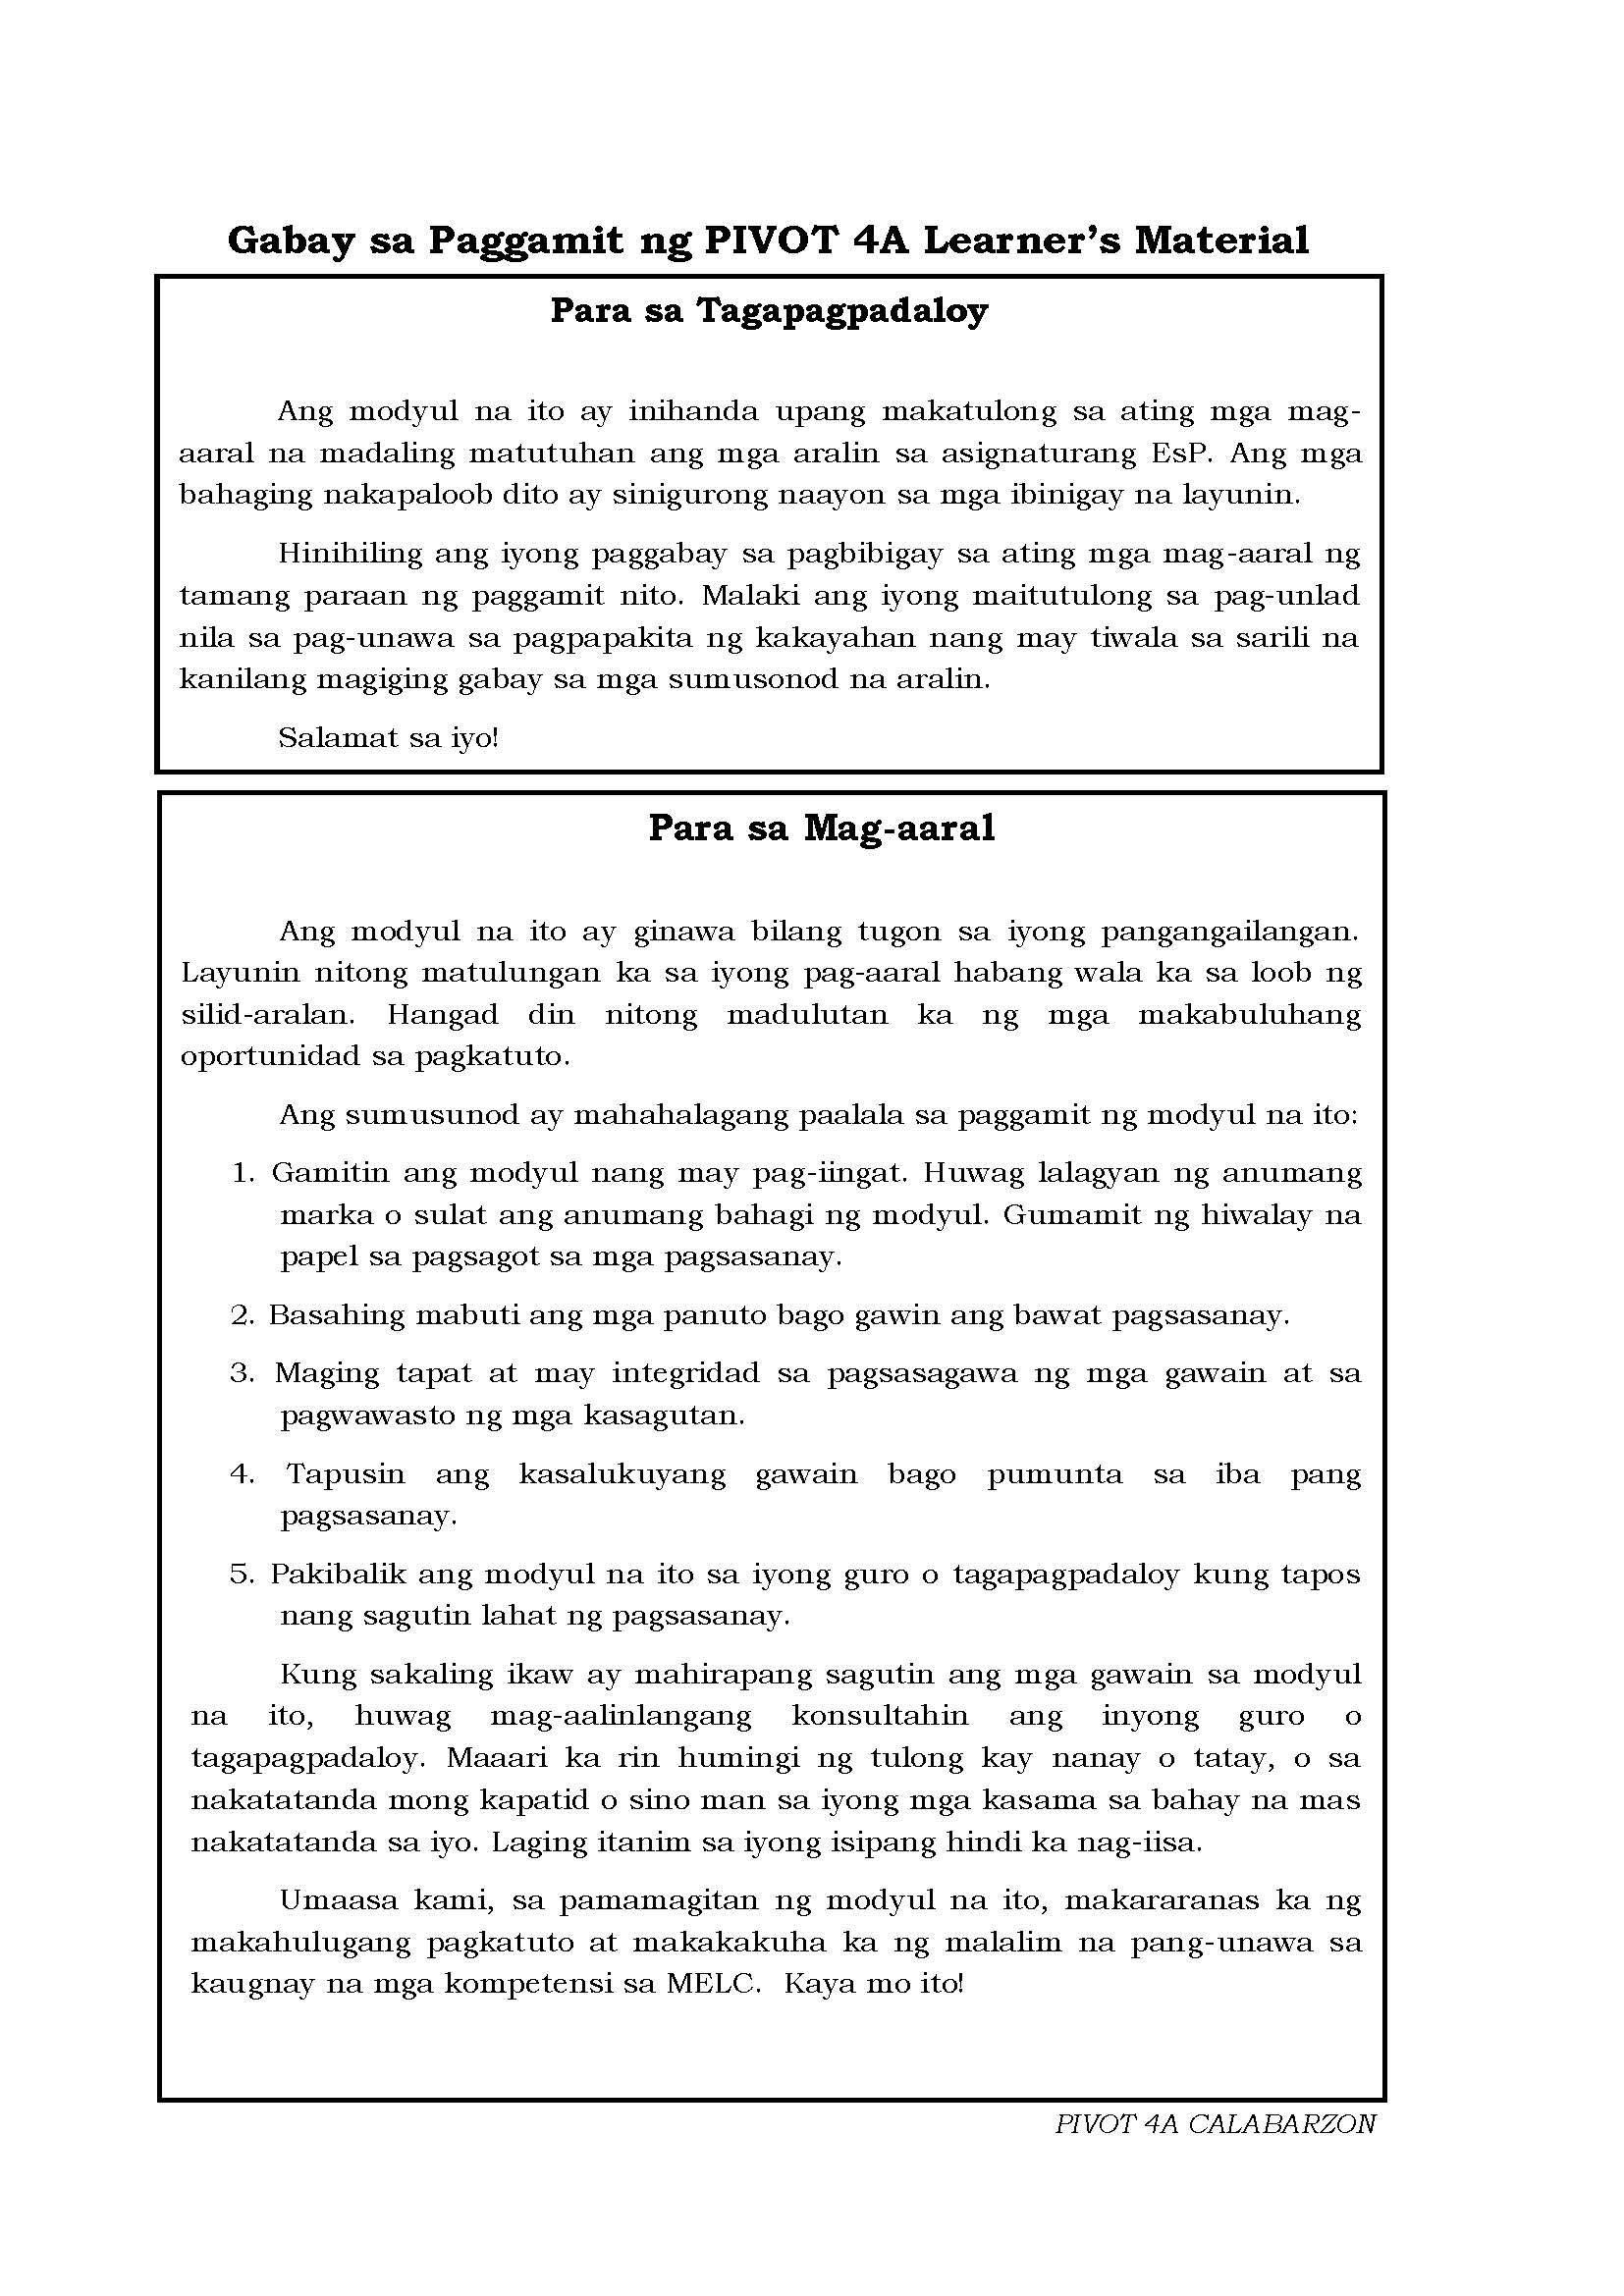 Gabay sa Paggamit ng PIVOT 4A Learner’s Material
Para sa Tagapagpadaloy
Ang modyul na ito ay inihanda upang makatulong sa ating mga mag-
aaral na madaling matutuhan ang mga aralin sa asignaturang EsP. Ang mga
bahaging nakapaloob dito ay sinigurong naayon sa mga ibinigay na layunin.
Hinihiling ang iyong paggabay sa pagbibigay sa ating mga mag-aaral ng
tamang paraan ng paggamit nito. Malaki ang iyong maitutulong sa pag-unlad
nila sa pag-unawa sa pagpapakita ng kakayahan nang may tiwala sa sarili na
kanilang magiging gabay sa mga sumusonod na aralin.
Salamat sa iyo!
Para sa Mag-aaral
Ang modyul na ito ay ginawa bilang tugon sa iyong pangangailangan.
Layunin nitong matulungan ka sa iyong pag-aaral habang wala ka sa loob ng
silid-aralan. Hangad din nitong madulutan ka ng mga makabuluhang
oportunidad sa pagkatuto.
Ang sumusunod ay mahahalagang paalala sa paggamit ng modyul na ito:
1. Gamitin ang modyul nang may pag-iingat. Huwag lalagyan ng anumang
marka o sulat ang anumang bahagi ng modyul. Gumamit ng hiwalay na
papel sa pagsagot sa mga pagsasanay.
2. Basahing mabuti ang mga panuto bago gawin ang bawat pagsasanay.
3. Maging tapat at may integridad sa pagsasagawa ng mga gawain at sa
pagwawasto ng mga kasagutan.
4. Tapusin ang kasalukuyang gawain bago pumunta sa iba pang
pagsasanay.
5. Pakibalik ang modyul na ito sa iyong guro o tagapagpadaloy kung tapos
nang sagutin lahat ng pagsasanay.
Kung sakaling ikaw ay mahirapang sagutin ang mga gawain sa modyul
na ito, huwag mag-aalinlangang konsultahin ang inyong guro o
tagapagpadaloy. Maaari ka rin humingi ng tulong kay nanay o tatay, o sa
nakatatanda mong kapatid o sino man sa iyong mga kasama sa bahay na mas
nakatatanda sa iyo. Laging itanim sa iyong isipang hindi ka nag-iisa.
Umaasa kami, sa pamamagitan ng modyul na ito, makararanas ka ng
makahulugang pagkatuto at makakakuha ka ng malalim na pang-unawa sa
kaugnay na mga kompetensi sa MELC. Kaya mo ito!
PIVOT 4A CALABARZON